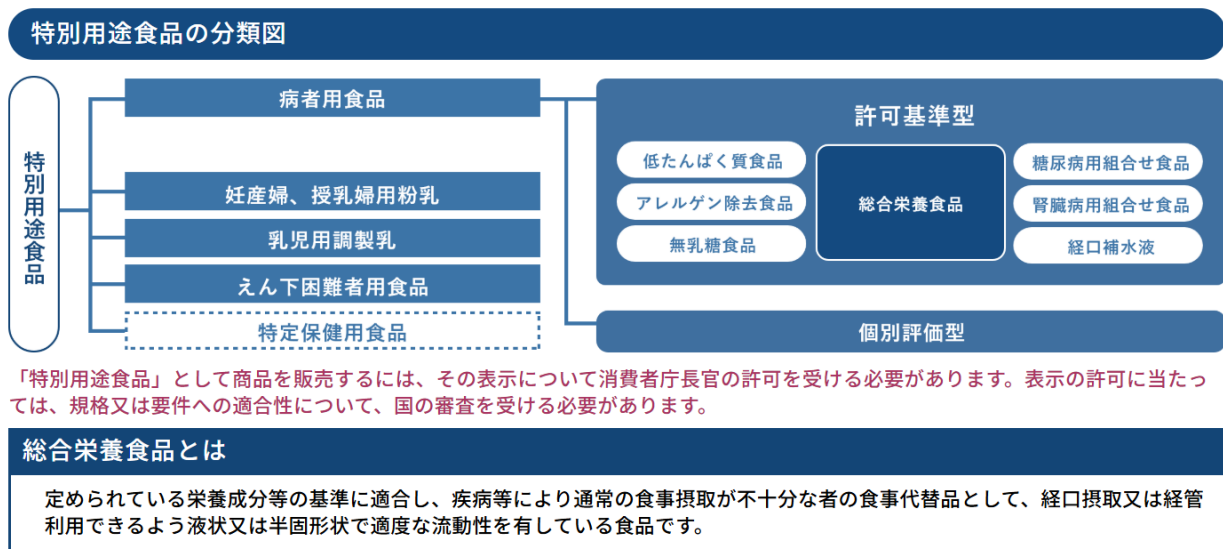 特別用途食品の分類図
特別用途食品
病者用食品
妊産婦、授乳婦用粉乳
乳児用調製乳
えん下困難者用食品
特定保健用食品
許可基準型
低たんぱく質食品
アレルゲン除去食品
無乳糖食品
総合栄養食品
糖尿病用組合せ食品
腎臓病用組合せ食品
経口補水液
個別評価型
「特別用途食品」として商品を販売するには、その表示について消費者庁長官の許可を受ける必要があります。表示の許可に当たっ
ては、規格又は要件への適合性について、国の審査を受ける必要があります。
総合栄養食品とは
定められている栄養成分等の基準に適合し、疾病等により通常の食事摂取が不十分な者の食事代替品として、経口摂取又は経管
利用できるよう液状又は半固形状で適度な流動性を有している食品です。